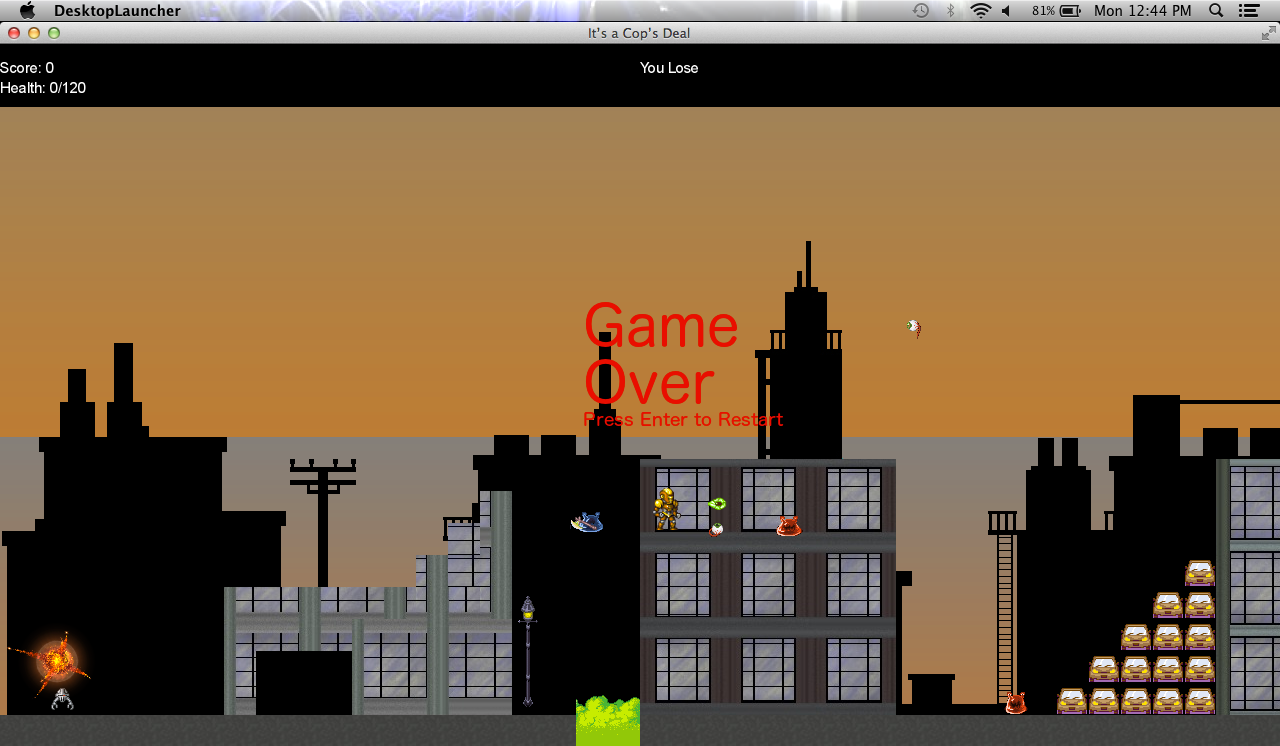 DesktopLauncher
81%
Mon 12:44 PM
It's a Cop's Deal
Score: 0
You Lose
Health: 0/120
Game
Over
Press Enter to Restart